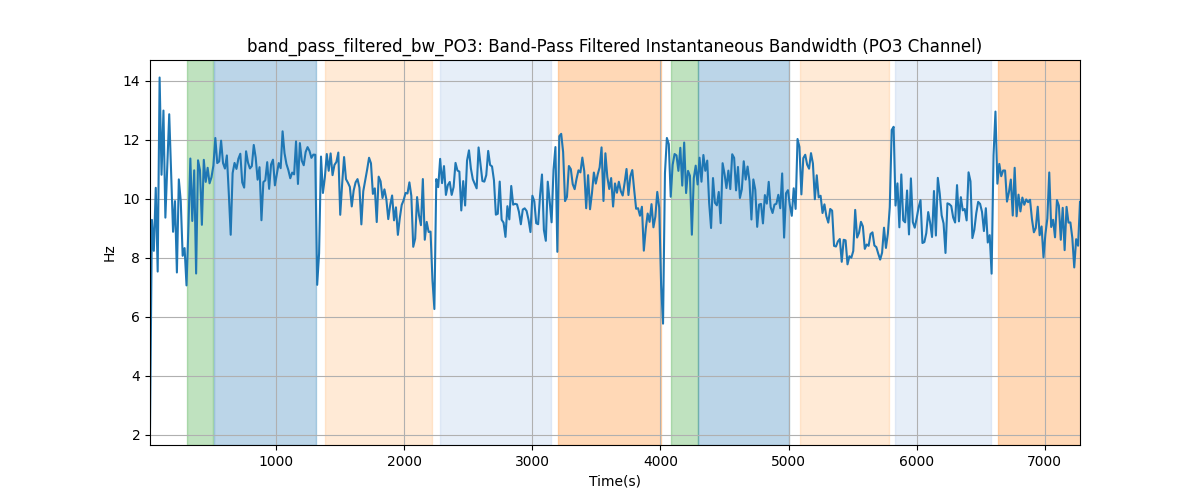 band_pass_filtered_bw_PO3: Band-Pass Filtered Instantaneous Bandwidth (PO3 Channel)
14
12
10
8
6
4
2
Hz
1000 2000 3000 4000 5000 6000 7000
Time(s)